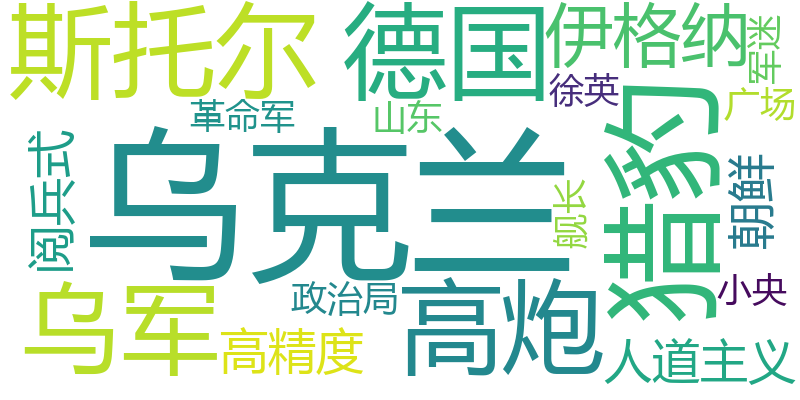 斯托尔
德国
伊格纳
军迷
徐英
广场
革命军
山东
乌克兰
猎豹
阅兵式
朝鲜
舰长
小央
乌军
政治局
高炮
高精度
人道主义